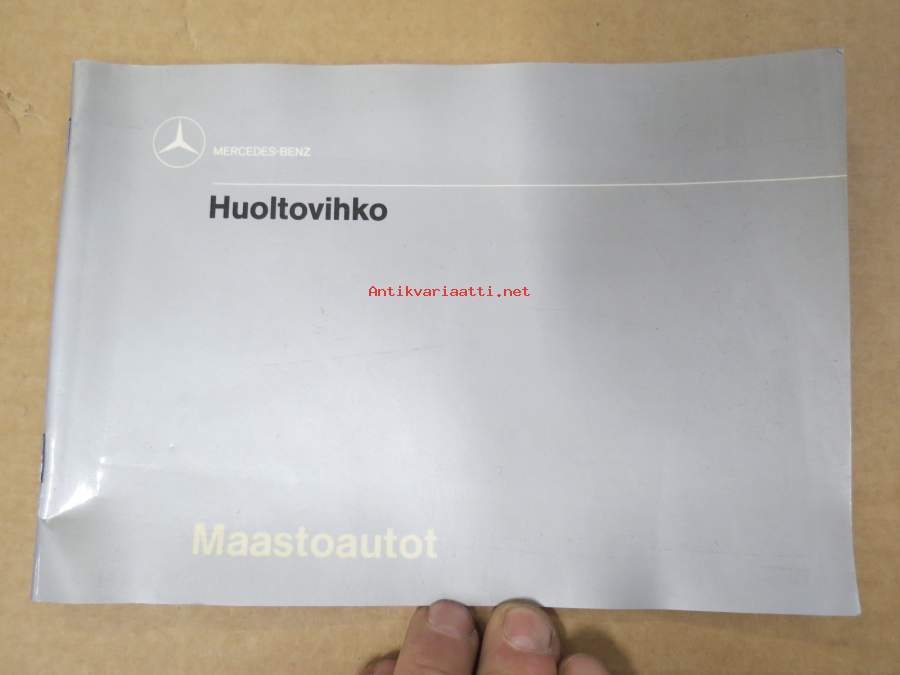 MERCEDES-BENZ
Huoltovihko
Antikvariaatti.net
Maastoautot